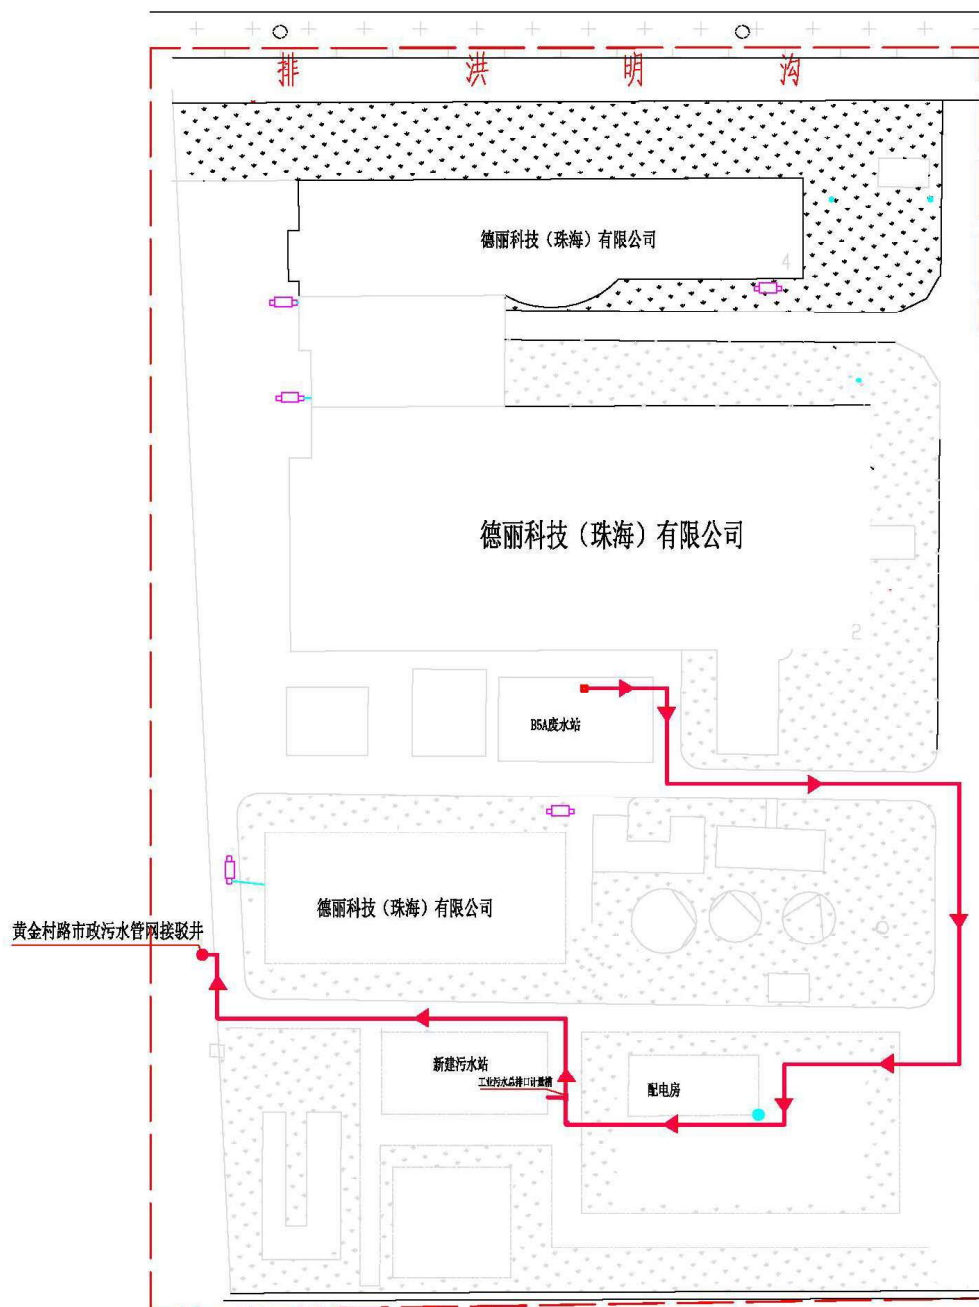 排洪明沟
德丽科技（珠海）有限公司
4
德丽科技（珠海）有限公司
2
B5A废水站
德丽科技（珠海）有限公司
黄金村路市政污水管网接驳井
新建污水站
工业污水总排口计量槽
配电房